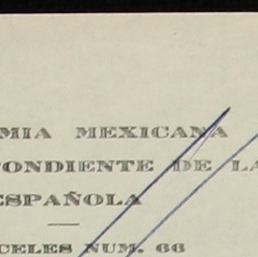 MIA MEXICANA
PONDIENTE DE LA
ESPAÑOLA
CELES NUM. 66